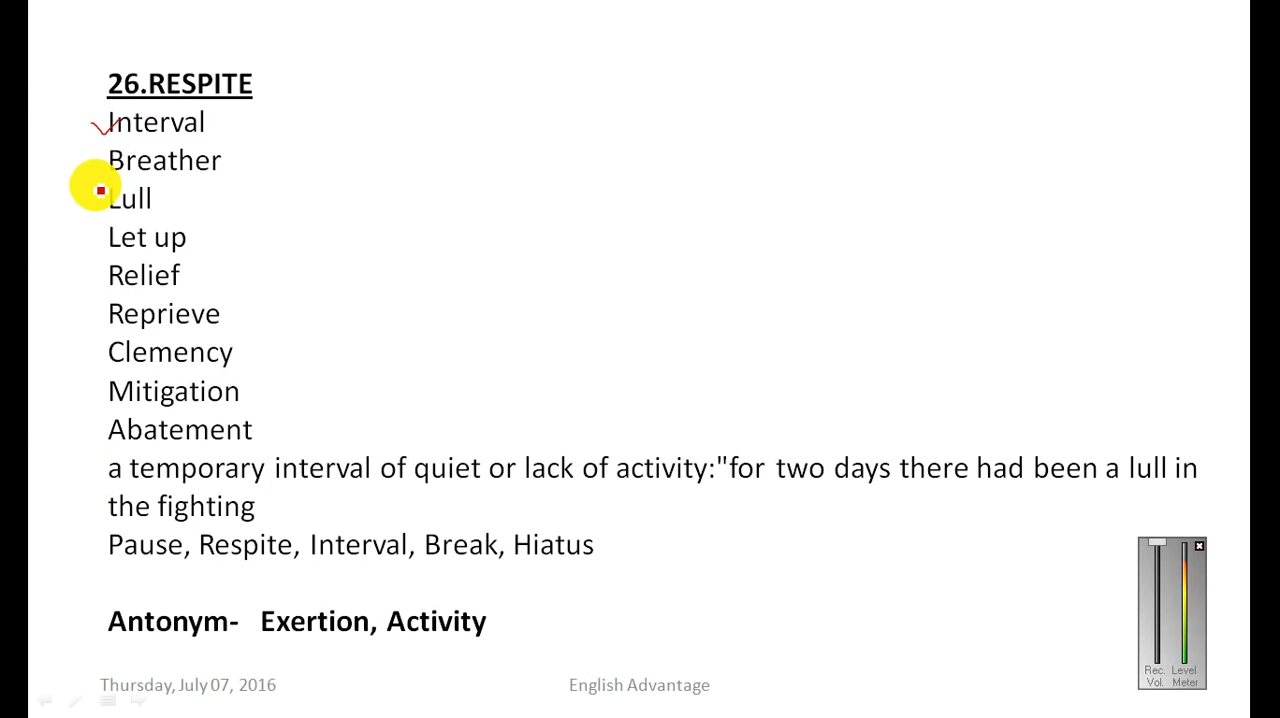 26.RESPITE
Interval
Breather
Lull
Let up
Relief
Reprieve
Clemency
Mitigation
Abatement
a temporary interval of quiet or lack of activity:"for two days there had been a lull in
the fighting
Pause, Respite, Interval, Break, Hiatus
Antonym-   Exertion, Activity
Rec. Level
Vol. Meter
Thursday, July 07, 2016
English Advantage